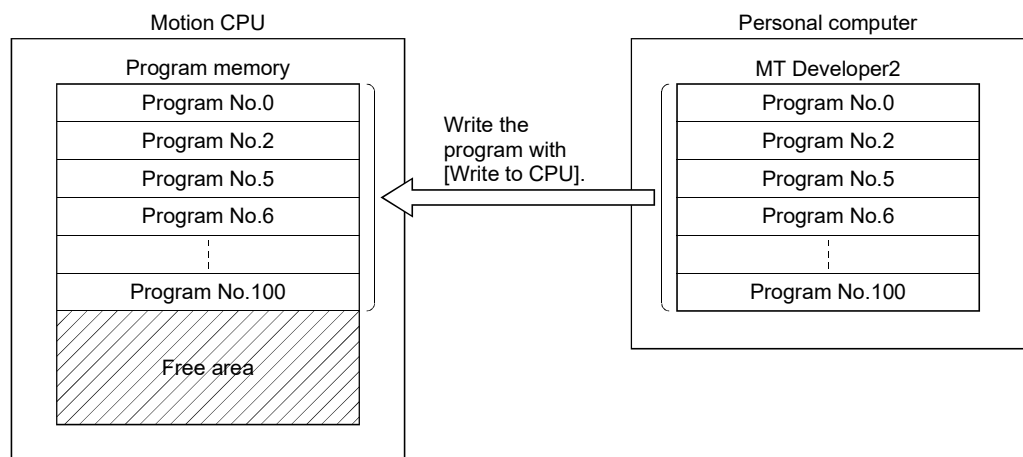 Motion CPU
Program memory
Program No.0
Program No.2
Program No.5
Program No.6
Program No.100
Free area
Write the
program with
[Write to CPU].
Personal computer
MT Developer2
Program No.0
Program No.2
Program No.5
Program No.6
Program No.100